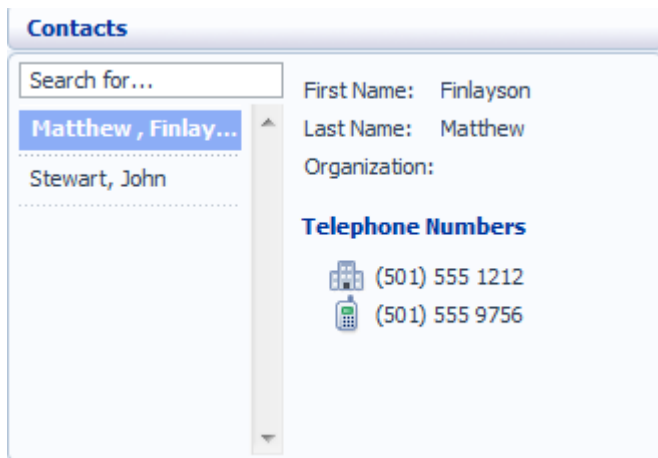 Contacts
Search for...
Matthew , Finlay...
Stewart, John
First Name: Finlayson
Last Name: Matthew
Organization:
Telephone Numbers
(501) 555 1212
(501) 555 9756